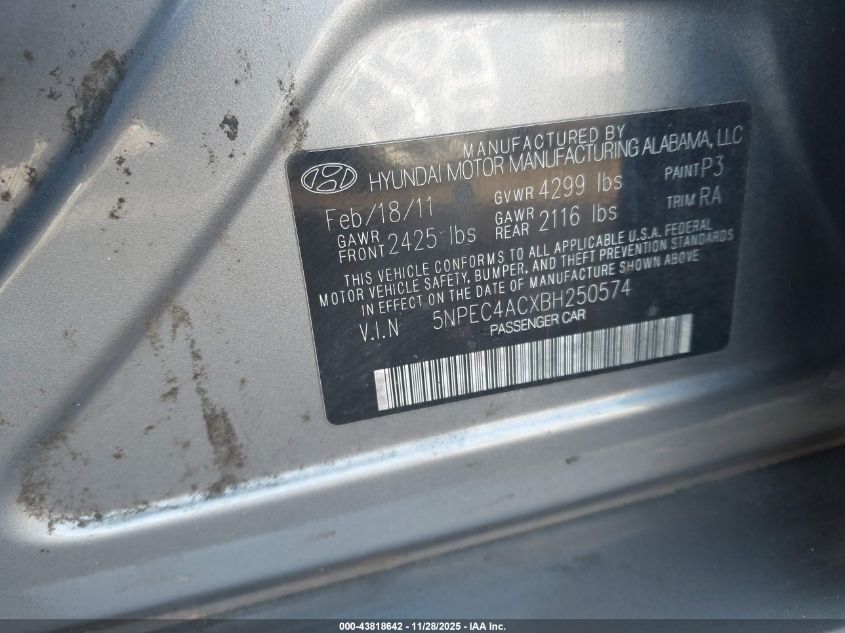 MANUFACTURED BY
HYUNDAI MOTOR MANUFACTURING ALABAMA, LLC
Feb/18/11 GVWR 4299 lbs PAINT P3
GAWR FRONT 2425 lbs GAWR REAR 2116 lbs TRIM RA
THIS VEHICLE CONFORMS TO ALL APPLICABLE U.S.A. FEDERAL
MOTOR VEHICLE SAFETY, BUMPER, AND THEFT PREVENTION STANDARDS
IN EFFECT ON THE DATE OF MANUFACTURE SHOWN ABOVE
V.I.N 5NPEC4ACXBH250574
PASSENGER CAR
000-43818642 - 11/28/2025 - IAA Inc.